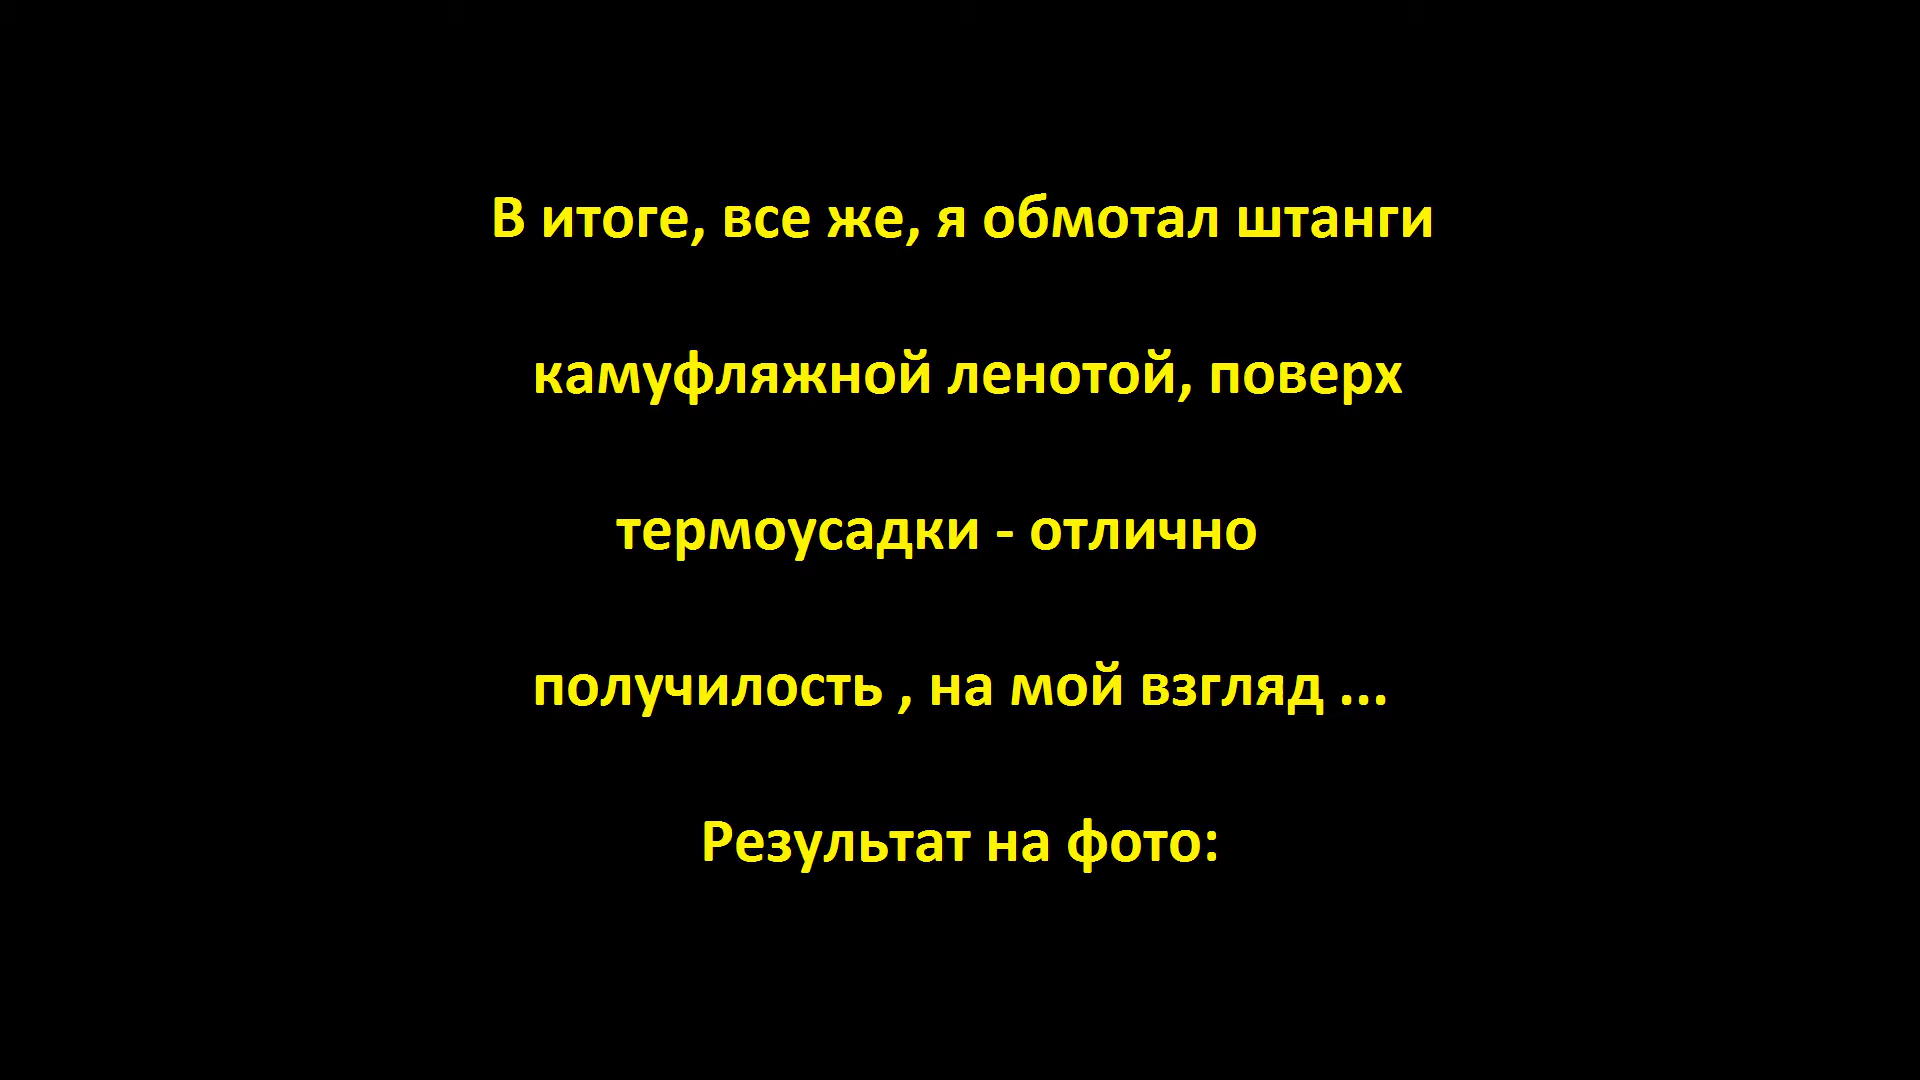 В итоге, все же, я обмотал штанги
камуфляжной ленотой, поверх
термоусадки - отлично
получилость , на мой взгляд ...
Результат на фото: